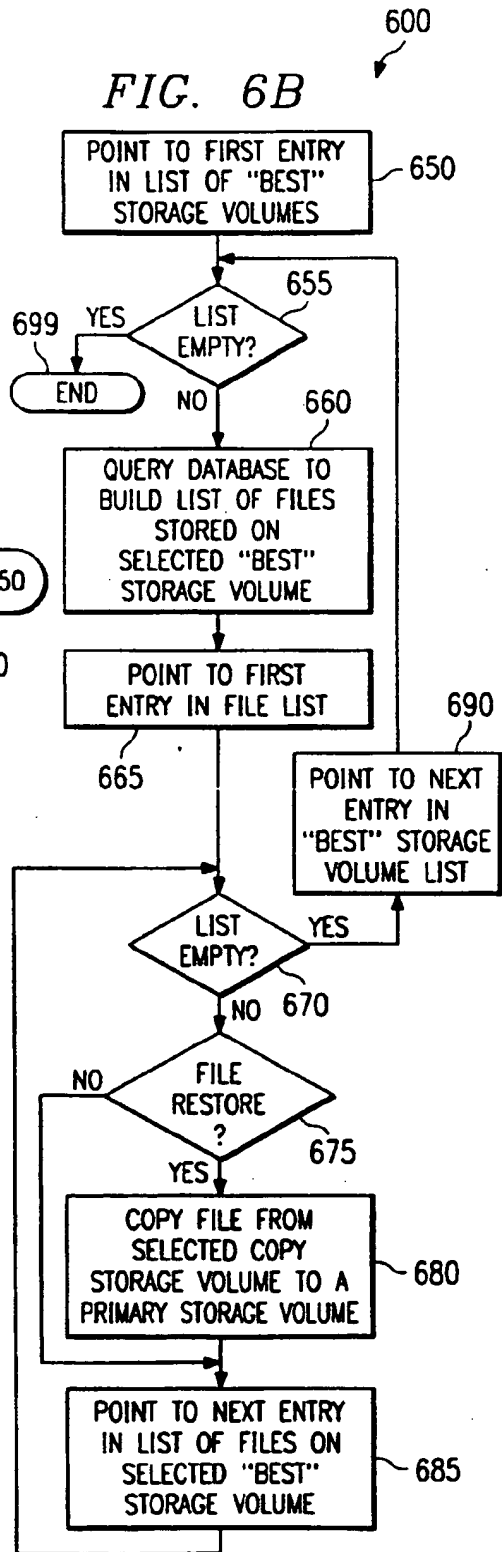 600
FIG. 6B
POINT TO FIRST ENTRY
IN LIST OF "BEST"
STORAGE VOLUMES
650
655
LIST
EMPTY?
YES
699
END
NO
660
QUERY DATABASE TO
BUILD LIST OF FILES
STORED ON
SELECTED "BEST"
STORAGE VOLUME
50
0
POINT TO FIRST
ENTRY IN FILE LIST
665
690
POINT TO NEXT
ENTRY IN
"BEST" STORAGE
VOLUME LIST
LIST
EMPTY?
YES
670
NO
NO
FILE
RESTORE
?
675
YES
COPY FILE FROM
SELECTED COPY
STORAGE VOLUME TO A
PRIMARY STORAGE VOLUME
680
POINT TO NEXT ENTRY
IN LIST OF FILES ON
SELECTED "BEST"
STORAGE VOLUME
685